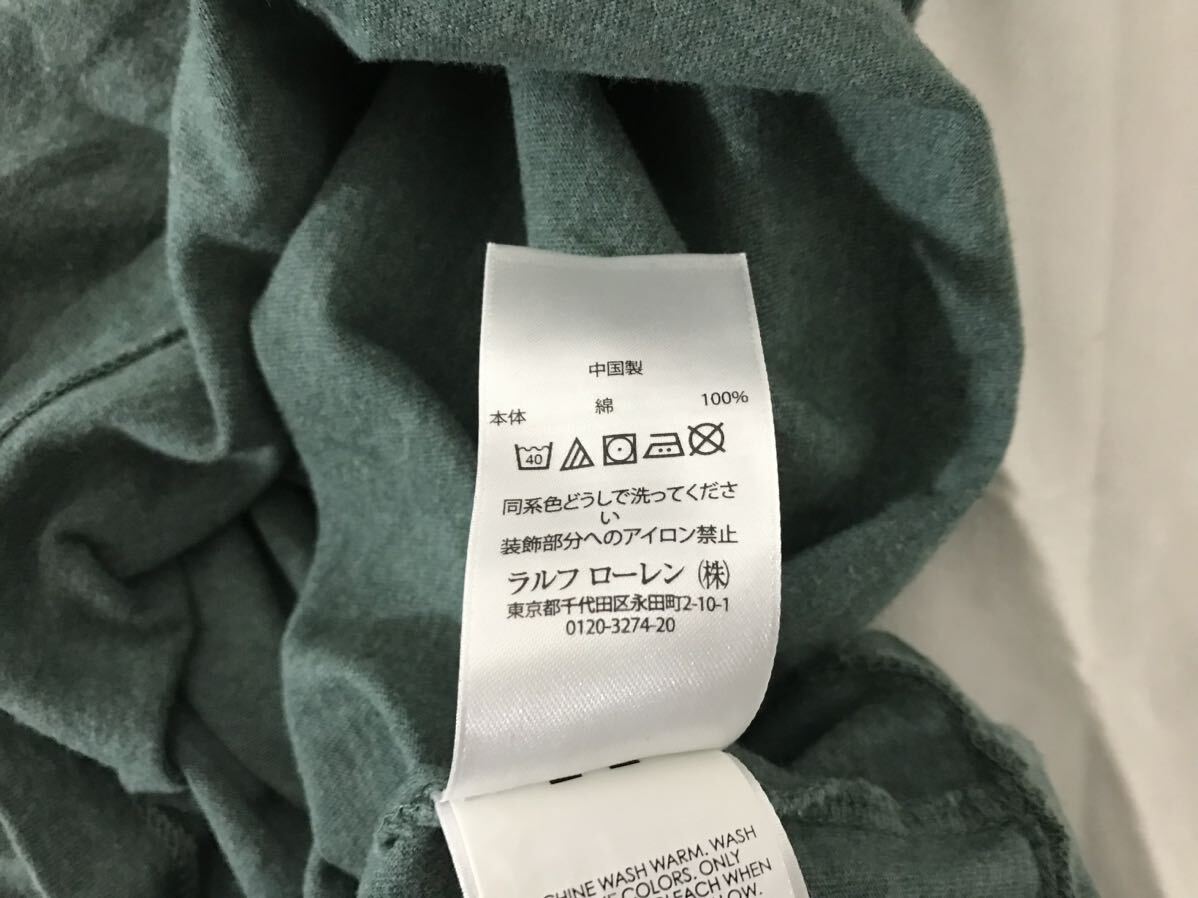 中国製
本体 綿 100%
40
同系色どうしで洗ってくださ
い
装飾部分へのアイロン禁止
ラルフ ローレン (株)
東京都千代田区永田町2-10-1
0120-3274-20
WASH WARM. WASH
COLORS. ONLY
WHEN